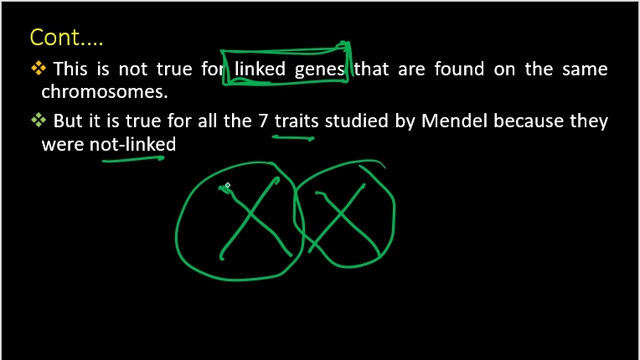 Cont....
❖ This is not true for linked genes that are found on the same
chromosomes.
❖ But it is true for all the 7 traits studied by Mendel because they
were not-linked